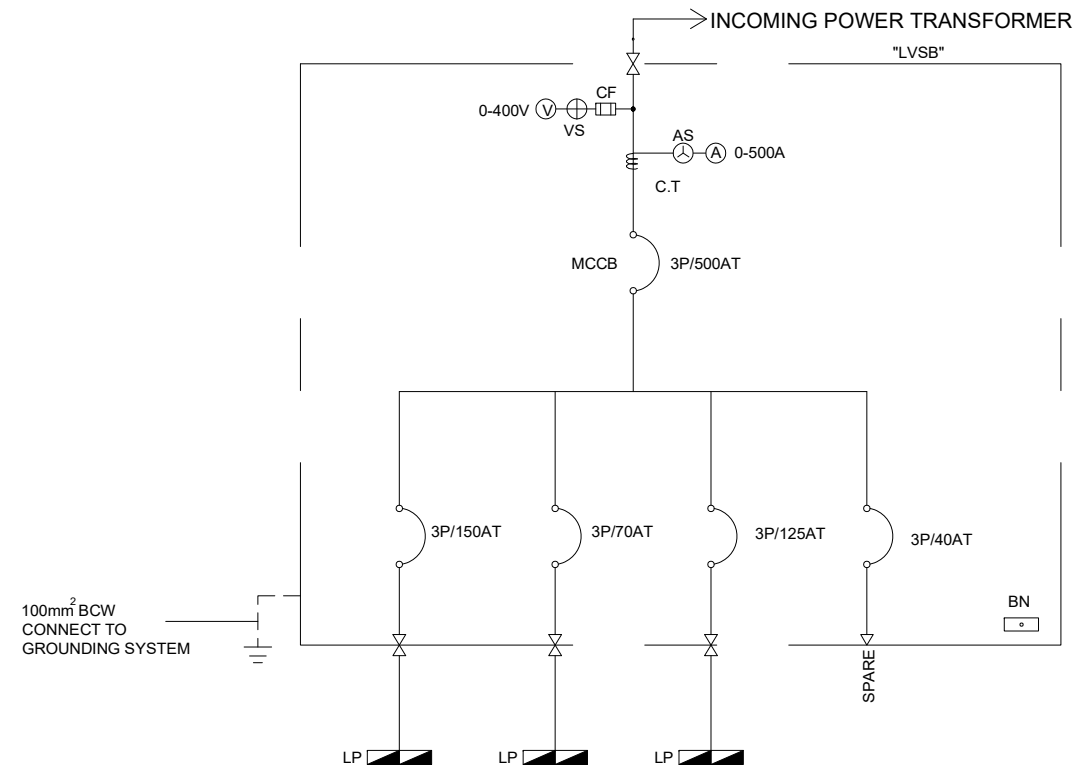 INCOMING POWER TRANSFORMER
"LVSB"
CF
0-400V V
VS
AS
A 0-500A
C.T
MCCB 3P/500AT
3P/150AT 3P/70AT 3P/125AT 3P/40AT
100mm² BCW
CONNECT TO
GROUNDING SYSTEM
BN
SPARE
LP LP LP